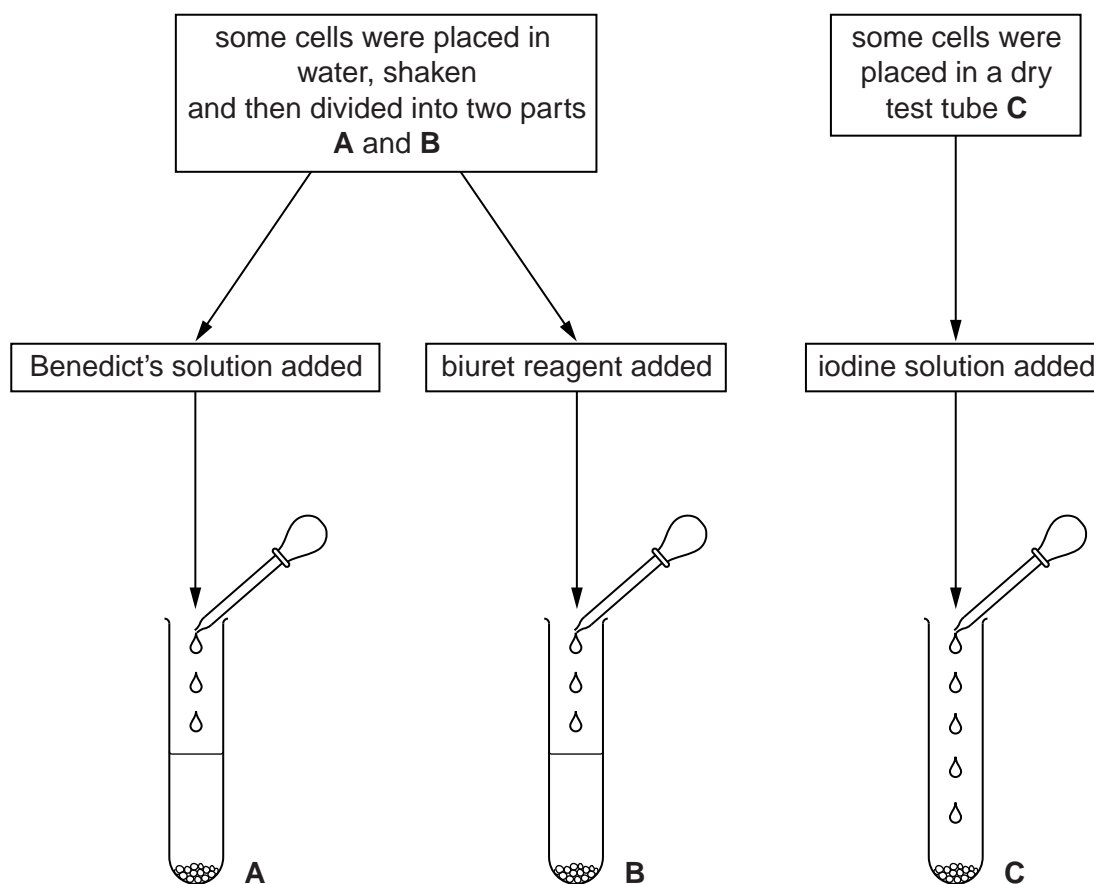 some cells were placed in
water, shaken
and then divided into two parts
A and B
some cells were
placed in a dry
test tube C
Benedict’s solution added
biuret reagent added
iodine solution added
A
B
C